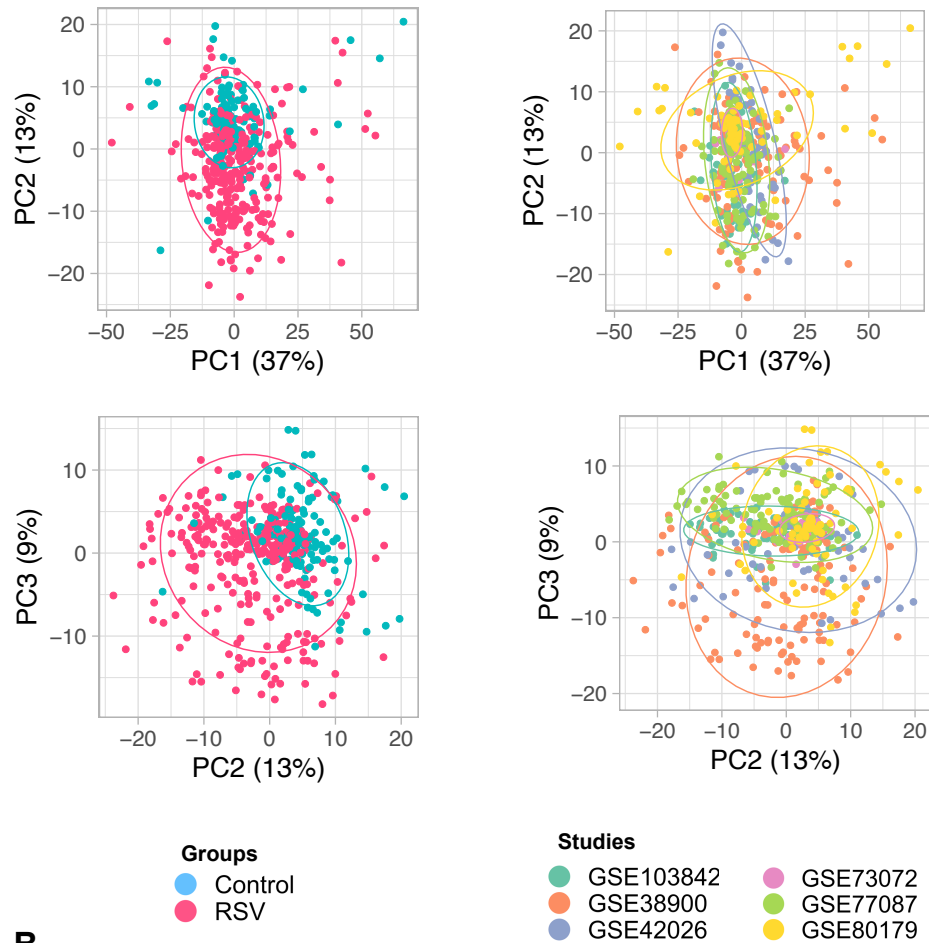 20
10
0
−10
−20
PC2 (13%)
−50 −25 0 25 50
PC1 (37%)
20
10
0
−10
−20
PC2 (13%)
−50 −25 0 25 50
PC1 (37%)
10
0
−10
PC3 (9%)
−20 −10 0 10 20
PC2 (13%)
10
0
−10
−20
PC3 (9%)
−20 −10 0 10 20
PC2 (13%)
Groups
Control
RSV
Studies
GSE103842
GSE38900
GSE42026
GSE73072
GSE77087
GSE80179
B